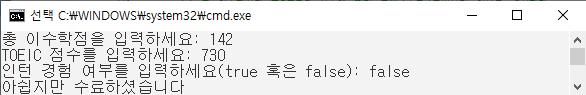 선택 C:₩WINDOWS₩system32₩cmd.exe
총 이수학점을 입력하세요: 142
TOEIC 점수를 입력하세요: 730
인턴 경험 여부를 입력하세요(true 혹은 false): false
아쉽지만 수료하셨습니다